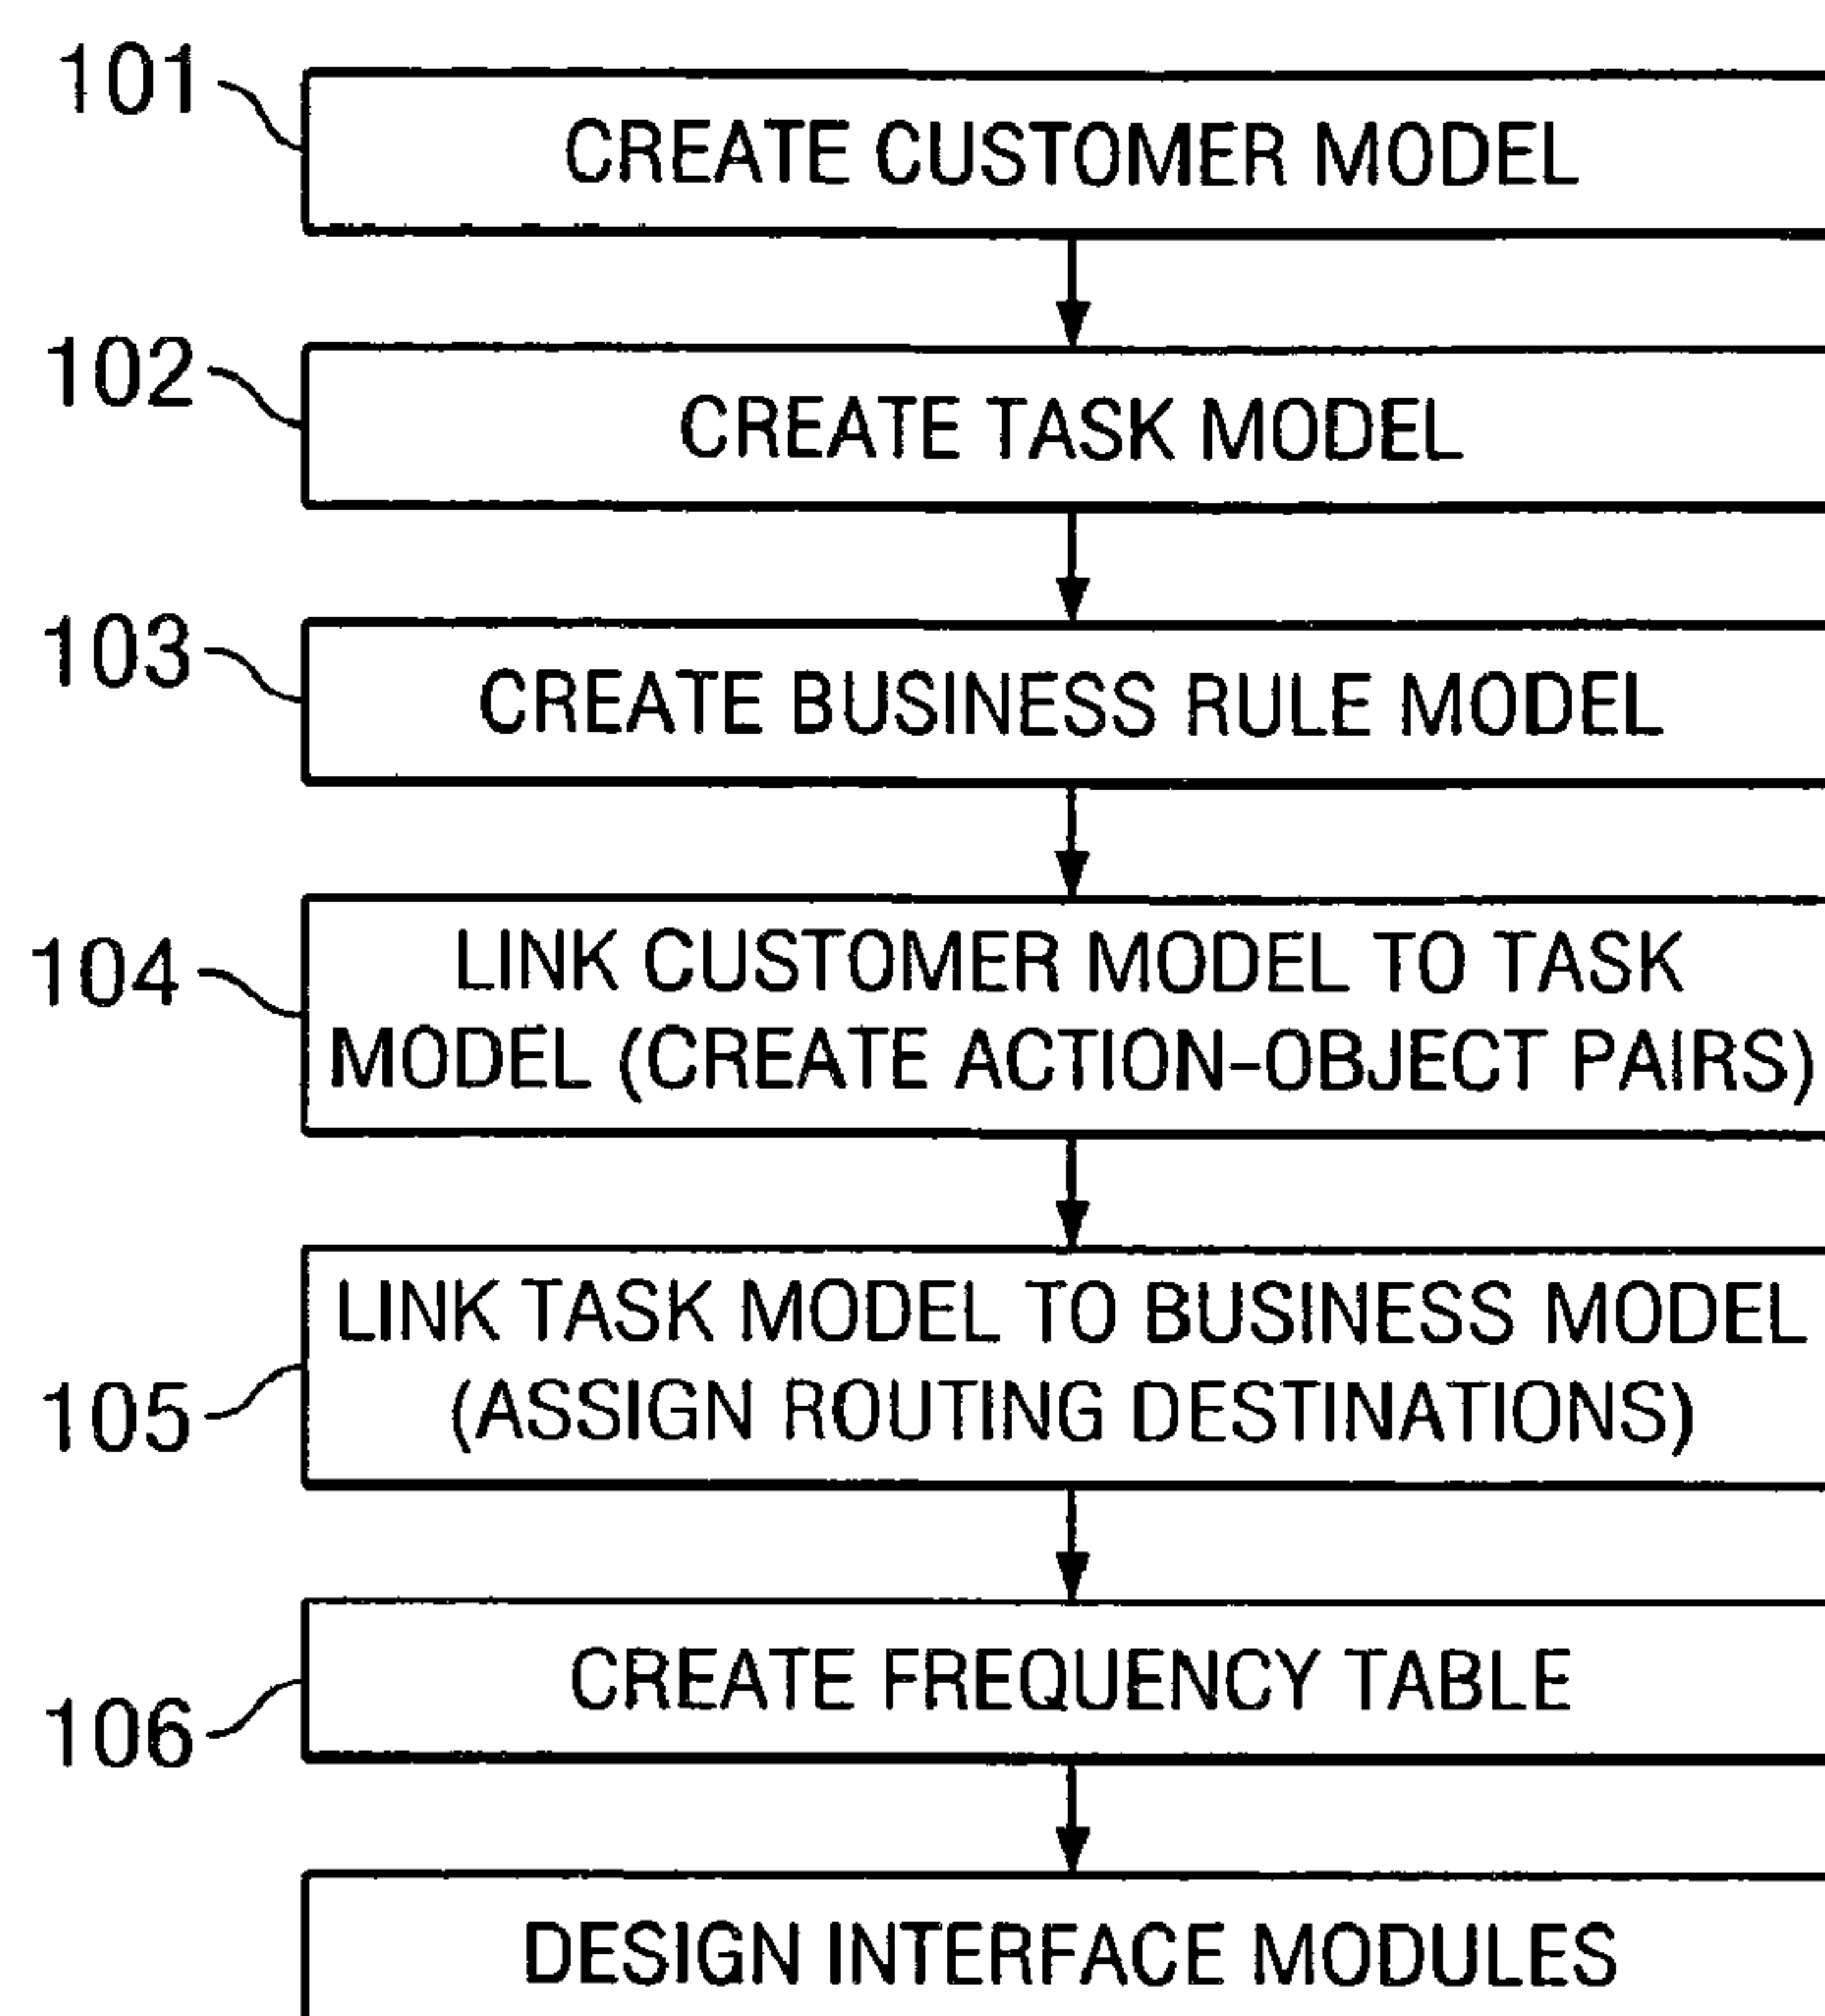 101
CREATE CUSTOMER MODEL
102
CREATE TASK MODEL
103
CREATE BUSINESS RULE MODEL
104
LINK CUSTOMER MODEL TO TASK
MODEL (CREATE ACTION-OBJECT PAIRS)
LINK TASK MODEL TO BUSINESS MODEL
(ASSIGN ROUTING DESTINATIONS)
105
CREATE FREQUENCY TABLE
106
DESIGN INTERFACE MODULES